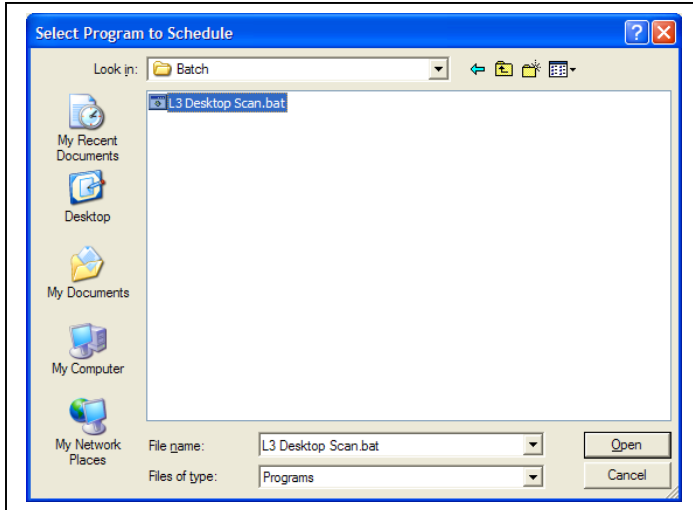 Select Program to Schedule
Look in: Batch
L3 Desktop Scan.bat
My Recent
Documents
Desktop
My Documents
My Computer
My Network
Places
File name: L3 Desktop Scan.bat Open
Files of type: Programs Cancel